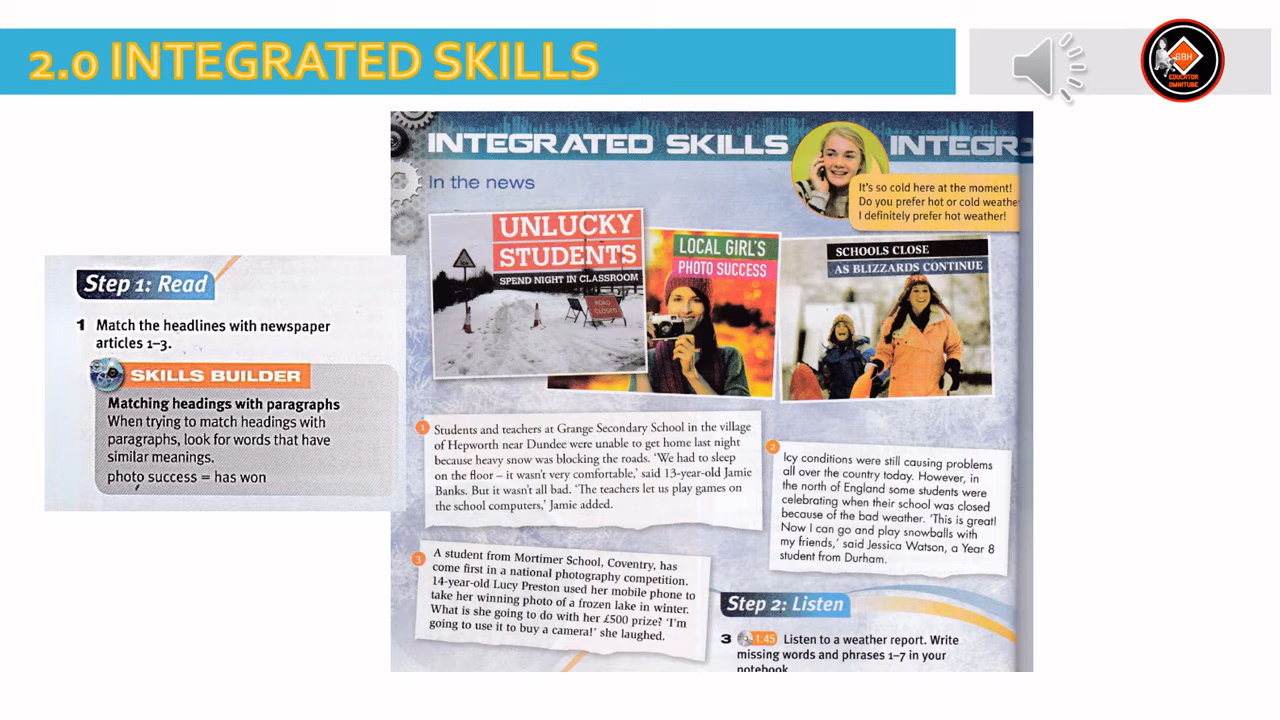 2.0 INTEGRATED SKILLS
GBH
EDUCATOR
OMNITUBE
Step 1: Read
1 Match the headlines with newspaper
articles 1–3.
SKILLS BUILDER
Matching headings with paragraphs
When trying to match headings with
paragraphs, look for words that have
similar meanings.
photo success = has won
INTEGRATED SKILLS
INTEGR
In the news
It's so cold here at the moment!
Do you prefer hot or cold weathe
I definitely prefer hot weather!
UNLUCKY
STUDENTS
SPEND NIGHT IN CLASSROOM
ROAD
CLOSED
LOCAL GIRL'S
PHOTO SUCCESS
SCHOOLS CLOSE
AS BLIZZARDS CONTINUE
1 Students and teachers at Grange Secondary School in the village
of Hepworth near Dundee were unable to get home last night
because heavy snow was blocking the roads. 'We had to sleep
on the floor – it wasn't very comfortable,' said 13-year-old Jamie
Banks. But it wasn't all bad. 'The teachers let us play games on
the school computers,' Jamie added.
2 Icy conditions were still causing problems
all over the country today. However, in
the north of England some students were
celebrating when their school was closed
because of the bad weather. 'This is great!
Now I can go and play snowballs with
my friends,' said Jessica Watson, a Year 8
student from Durham.
3 A student from Mortimer School, Coventry, has
come first in a national photography competition.
14-year-old Lucy Preston used her mobile phone to
take her winning photo of a frozen lake in winter.
What is she going to do with her £500 prize? 'I'm
going to use it to buy a camera!' she laughed.
Step 2: Listen
3 1.45 Listen to a weather report. Write
missing words and phrases 1–7 in your
notebook.